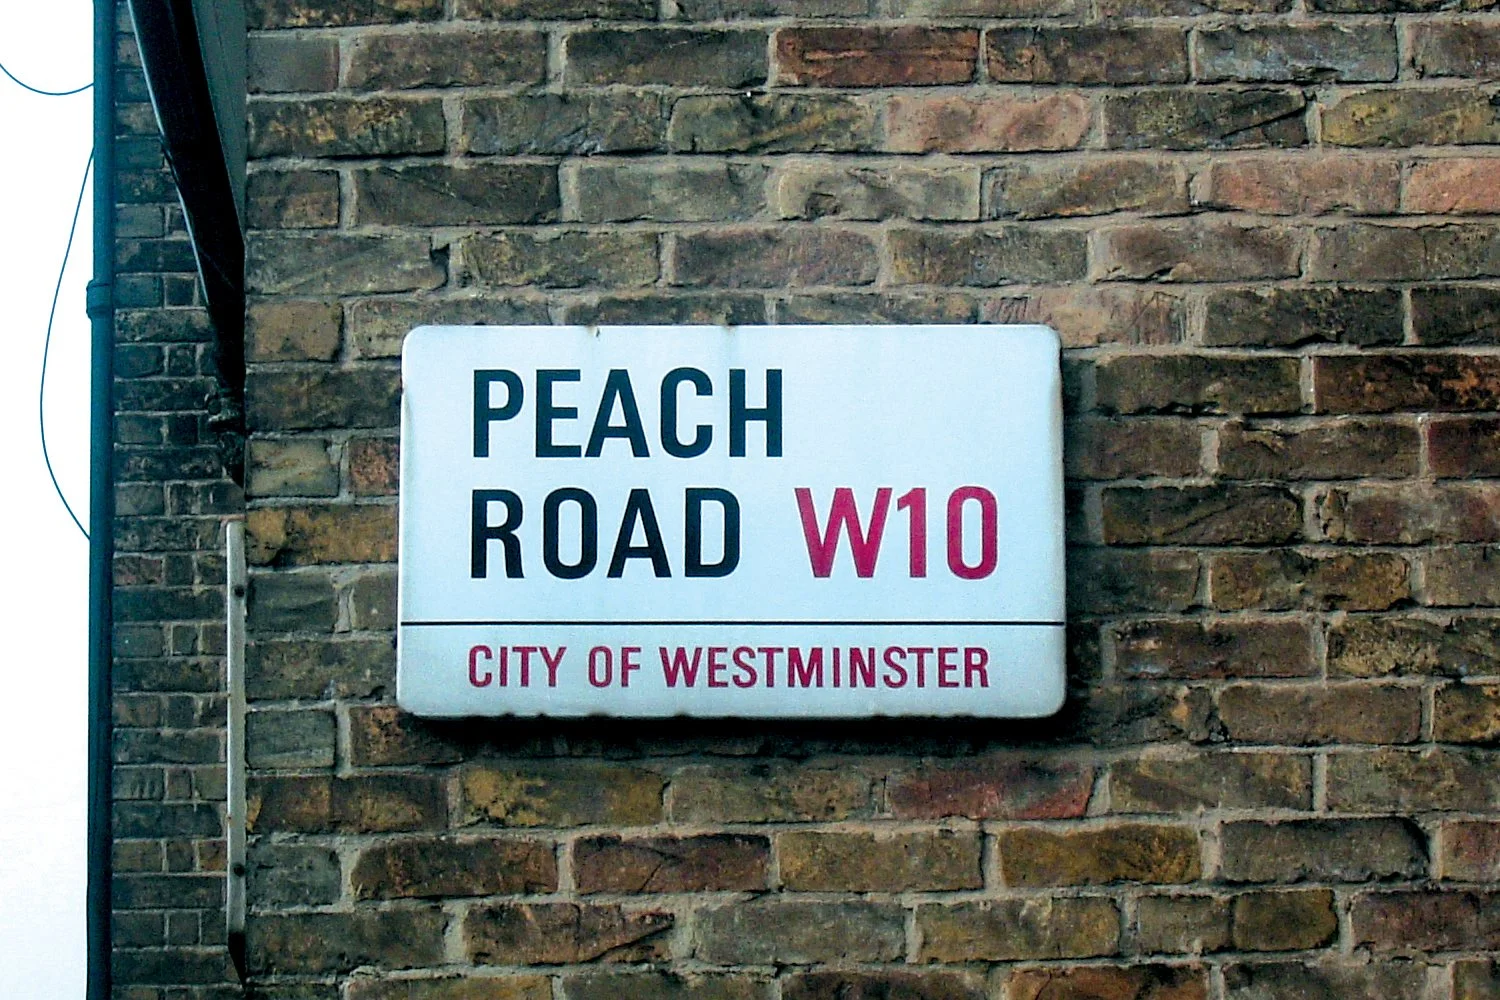 PEACH
ROAD W10
CITY OF WESTMINSTER